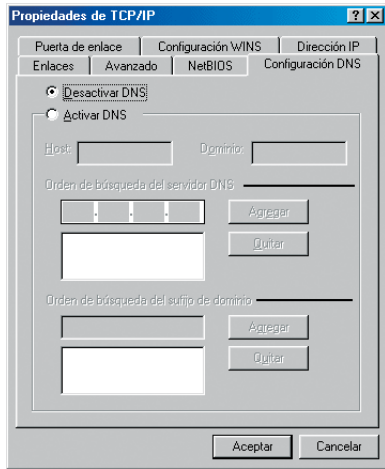 Propiedades de TCP/IP
Puerta de enlace Configuración WINS Dirección IP
Enlaces Avanzado NetBIOS Configuración DNS
Desactivar DNS
Activar DNS
Host: Dominio:
Orden de búsqueda del servidor DNS
Agregar
Quitar
Orden de búsqueda del sufijo de dominio
Agregar
Quitar
Aceptar Cancelar